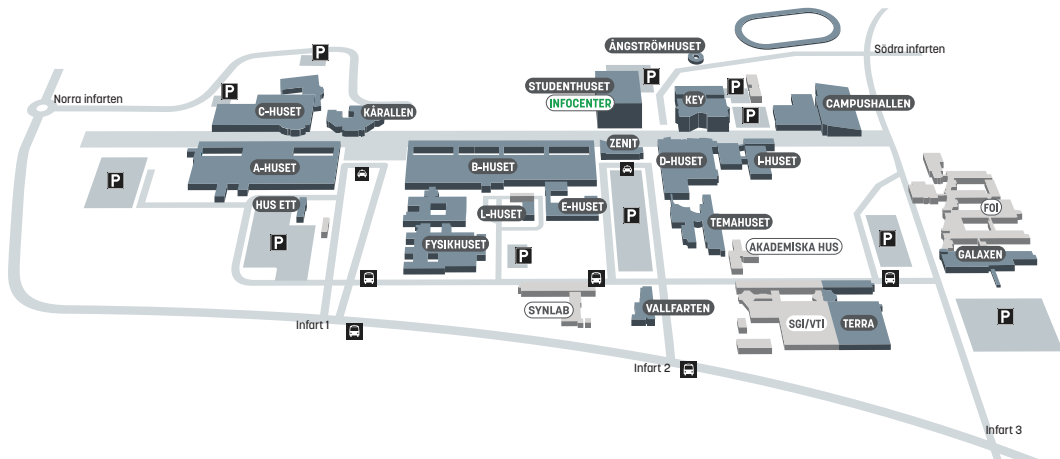 P
ÅNGSTRÖMHUSET
Södra infarten
P
P
STUDENTHUSET
INFOCENTER
P
KEY
P
CAMPUSHALLEN
Norra infarten
C-HUSET
KÅRALLEN
ZENIT
A-HUSET
B-HUSET
D-HUSET
I-HUSET
P
HUS ETT
L-HUSET
E-HUSET
P
TEMAHUSET
FOI
P
FYSIKHUSET
P
AKADEMISKA HUS
P
GALAXEN
SYNLAB
VALLFARTEN
SGI/VTI
TERRA
P
Infart 1
Infart 2
Infart 3